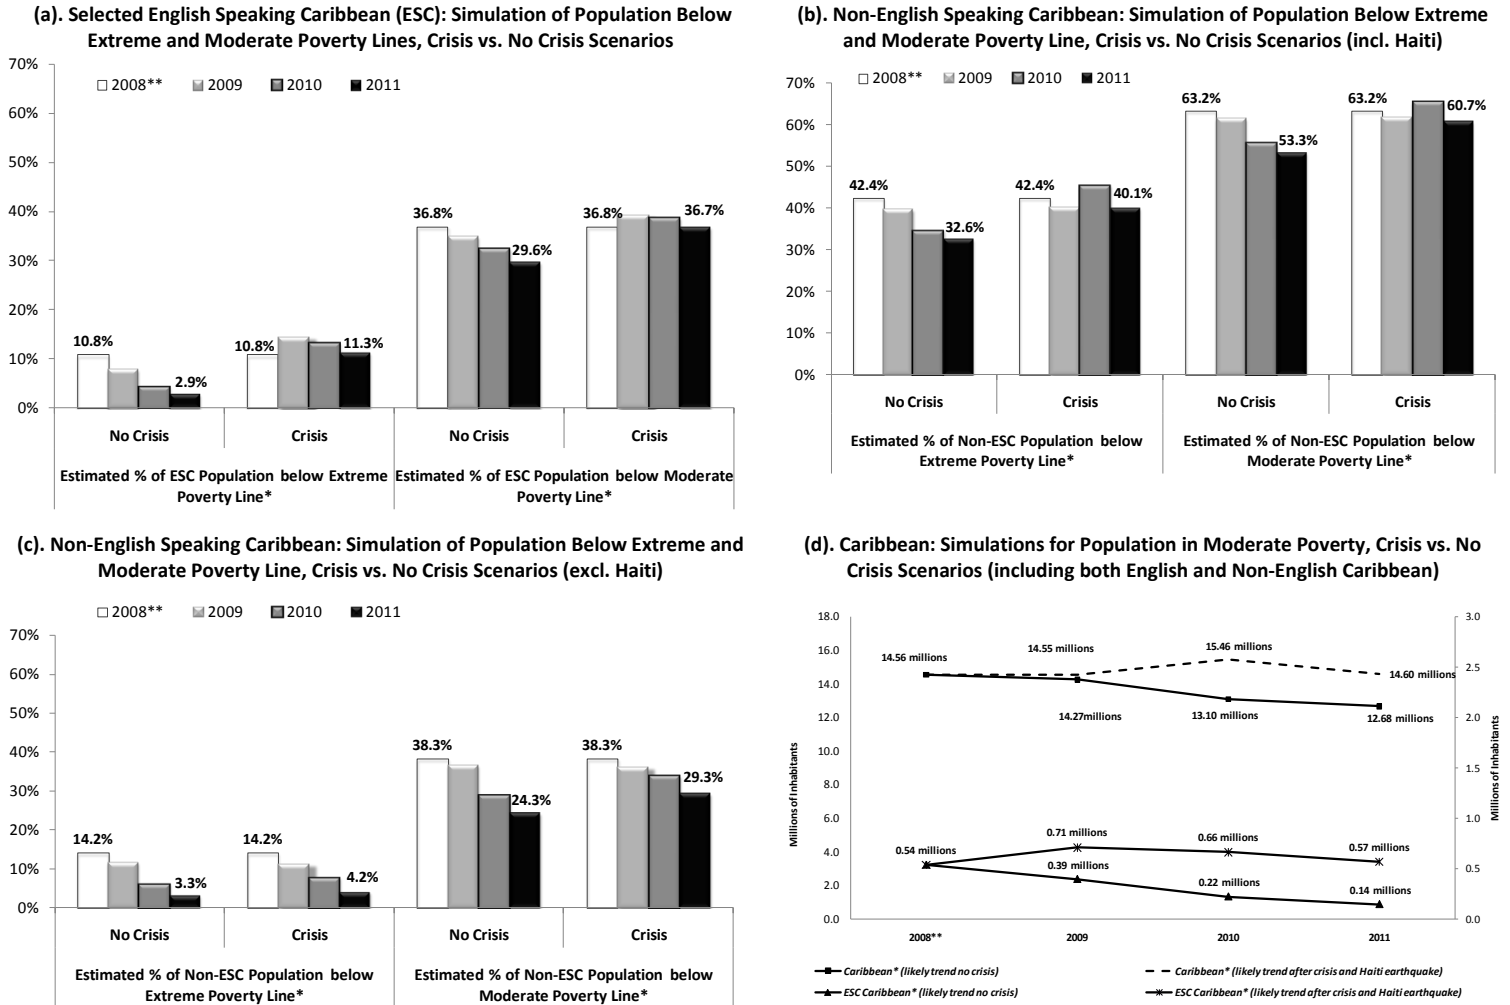 (a). Selected English Speaking Caribbean (ESC): Simulation of Population Below
Extreme and Moderate Poverty Lines, Crisis vs. No Crisis Scenarios
70%
2008** 2009 2010 2011
60%
50%
40%
30%
20%
10%
0%
10.8%
2.9%
10.8%
11.3%
36.8%
29.6%
36.8%
36.7%
No Crisis
Crisis
No Crisis
Crisis
Estimated % of ESC Population below Extreme
Poverty Line*
Estimated % of ESC Population below Moderate
Poverty Line*
(b). Non-English Speaking Caribbean: Simulation of Population Below Extreme
and Moderate Poverty Line, Crisis vs. No Crisis Scenarios (incl. Haiti)
2008** 2009 2010 2011
70%
60%
50%
40%
30%
20%
10%
0%
42.4%
32.6%
42.4%
40.1%
63.2%
53.3%
63.2%
60.7%
No Crisis
Crisis
No Crisis
Crisis
Estimated % of Non-ESC Population below
Extreme Poverty Line*
Estimated % of Non-ESC Population below
Moderate Poverty Line*
(c). Non-English Speaking Caribbean: Simulation of Population Below Extreme and
Moderate Poverty Line, Crisis vs. No Crisis Scenarios (excl. Haiti)
2008** 2009 2010 2011
70%
60%
50%
40%
30%
20%
10%
0%
14.2%
3.3%
14.2%
4.2%
38.3%
24.3%
38.3%
29.3%
No Crisis
Crisis
No Crisis
Crisis
Estimated % of Non-ESC Population below
Extreme Poverty Line*
Estimated % of Non-ESC Population below
Moderate Poverty Line*
(d). Caribbean: Simulations for Population in Moderate Poverty, Crisis vs. No
Crisis Scenarios (including both English and Non-English Caribbean)
18.0
16.0
14.0
12.0
10.0
8.0
6.0
4.0
2.0
0.0
Millions of Inhabitants
3.0
2.5
2.0
1.5
1.0
0.5
0.0
Millions of Inhabitants
14.56 millions
14.55 millions
15.46 millions
14.60 millions
14.27millions
13.10 millions
12.68 millions
0.54 millions
0.71 millions
0.66 millions
0.57 millions
0.39 millions
0.22 millions
0.14 millions
2008**
2009
2010
2011
Caribbean* (likely trend no crisis)
Caribbean* (likely trend after crisis and Haiti earthquake)
ESC Caribbean* (likely trend no crisis)
ESC Caribbean* (likely trend after crisis and Haiti earthquake)